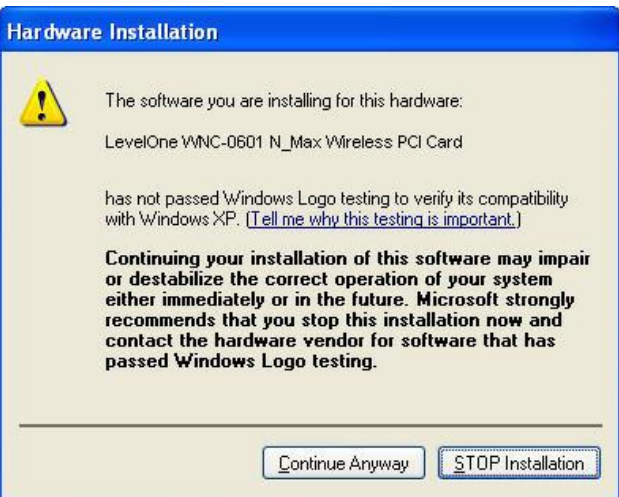 Hardware Installation
The software you are installing for this hardware:
LevelOne WNC-0601 N_Max Wireless PCI Card
has not passed Windows Logo testing to verify its compatibility
with Windows XP. (Tell me why this testing is important.)
Continuing your installation of this software may impair
or destabilize the correct operation of your system
either immediately or in the future. Microsoft strongly
recommends that you stop this installation now and
contact the hardware vendor for software that has
passed Windows Logo testing.
Continue Anyway
STOP Installation